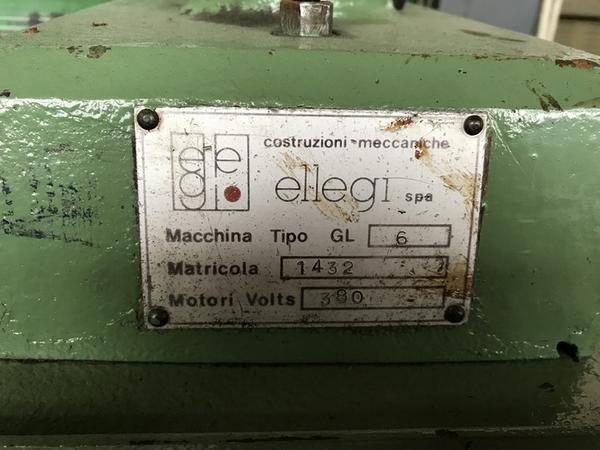 costruzioni-meccaniche
ellegi spa
Macchina Tipo GL 6
Matricola 1432
Motori Volts 380